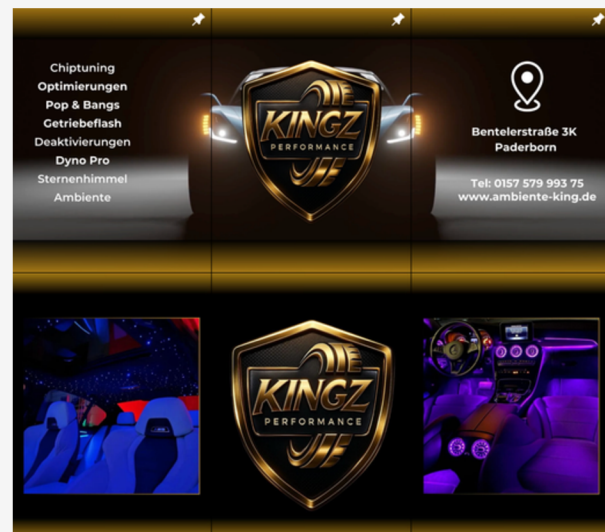 Chiptuning
Optimierungen
Pop & Bangs
Getriebeflash
Deaktivierungen
Dyno Pro
Sternenhimmel
Ambiente
KINGZ
PERFORMANCE
Bentelerstraße 3K
Paderborn
Tel: 0157 579 993 75
www.ambiente-king.de
KINGZ
PERFORMANCE